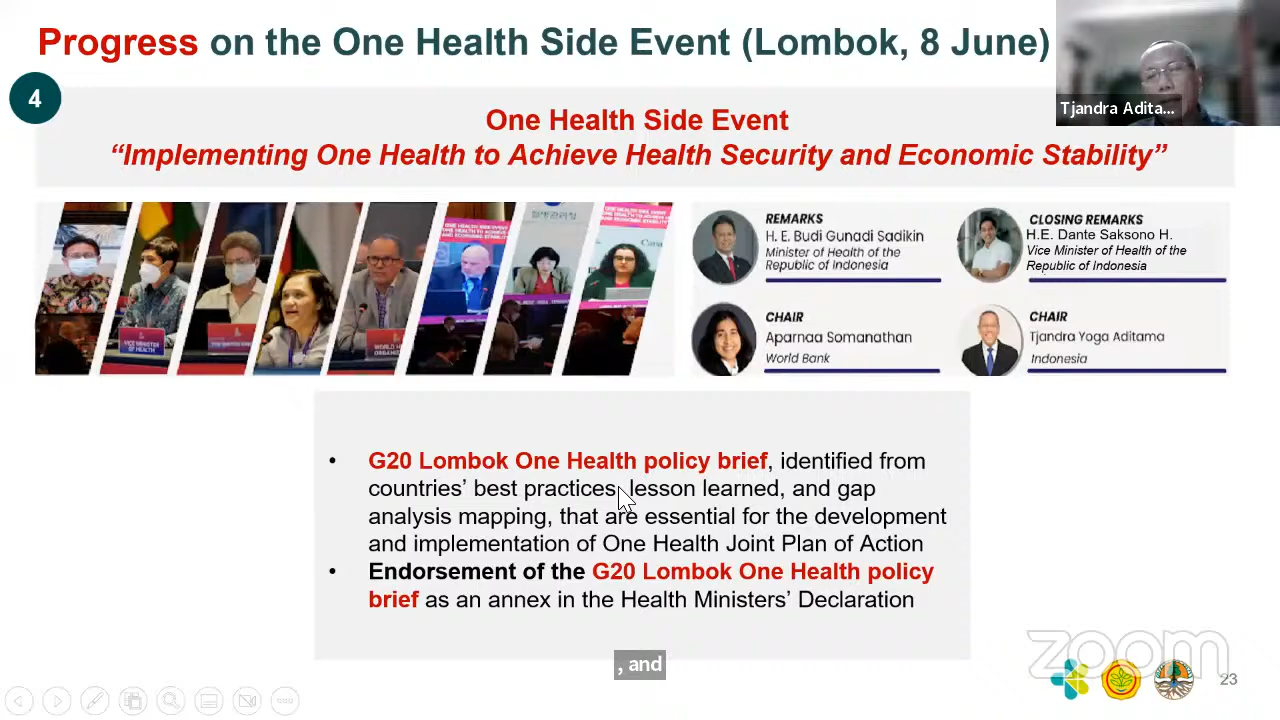 Progress on the One Health Side Event (Lombok, 8 June)
Tjandra Adita...
4
One Health Side Event
“Implementing One Health to Achieve Health Security and Economic Stability”
REMARKS
H. E. Budi Gunadi Sadikin
Minister of Health of the
Republic of Indonesia
CLOSING REMARKS
H.E. Dante Saksono H.
Vice Minister of Health of the
Republic of Indonesia
CHAIR
Aparnaa Somanathan
World Bank
CHAIR
Tjandra Yoga Aditama
Indonesia
VICE MINISTER
OF HEALTH
• G20 Lombok One Health policy brief, identified from
countries’ best practices, lesson learned, and gap
analysis mapping, that are essential for the development
and implementation of One Health Joint Plan of Action
• Endorsement of the G20 Lombok One Health policy
brief as an annex in the Health Ministers’ Declaration
, and
zoom
23